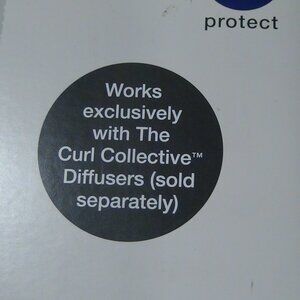 protect
Works
exclusively
with The
Curl Collective™
Diffusers (sold
separately)